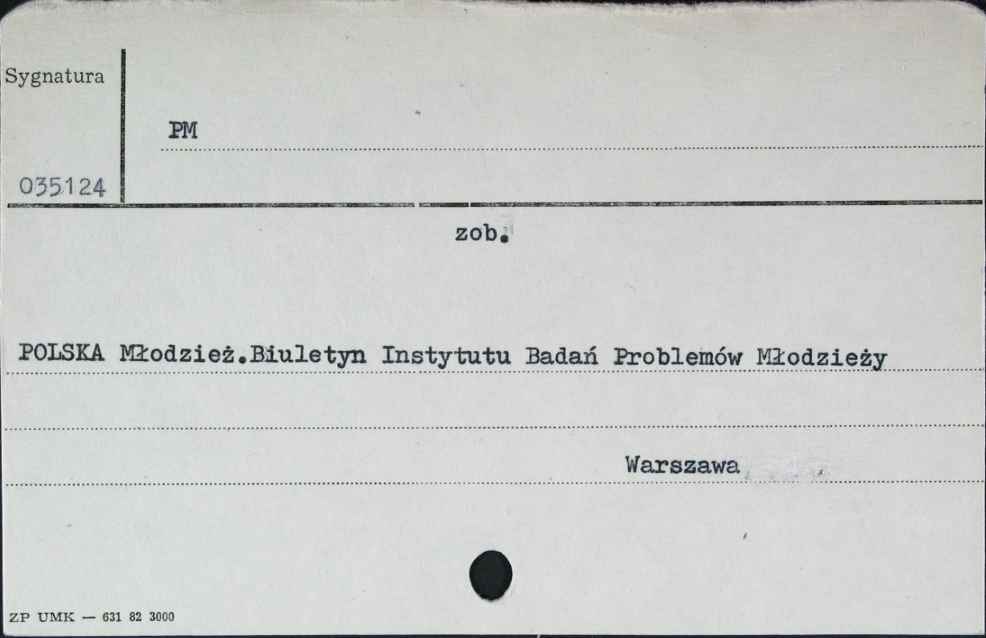 Sygnatura
PM
035124
zob.
POLSKA Młodzież.Biuletyn Instytutu Badań Problemów Młodzieży
Warszawa
ZP UMK — 631 82 3000